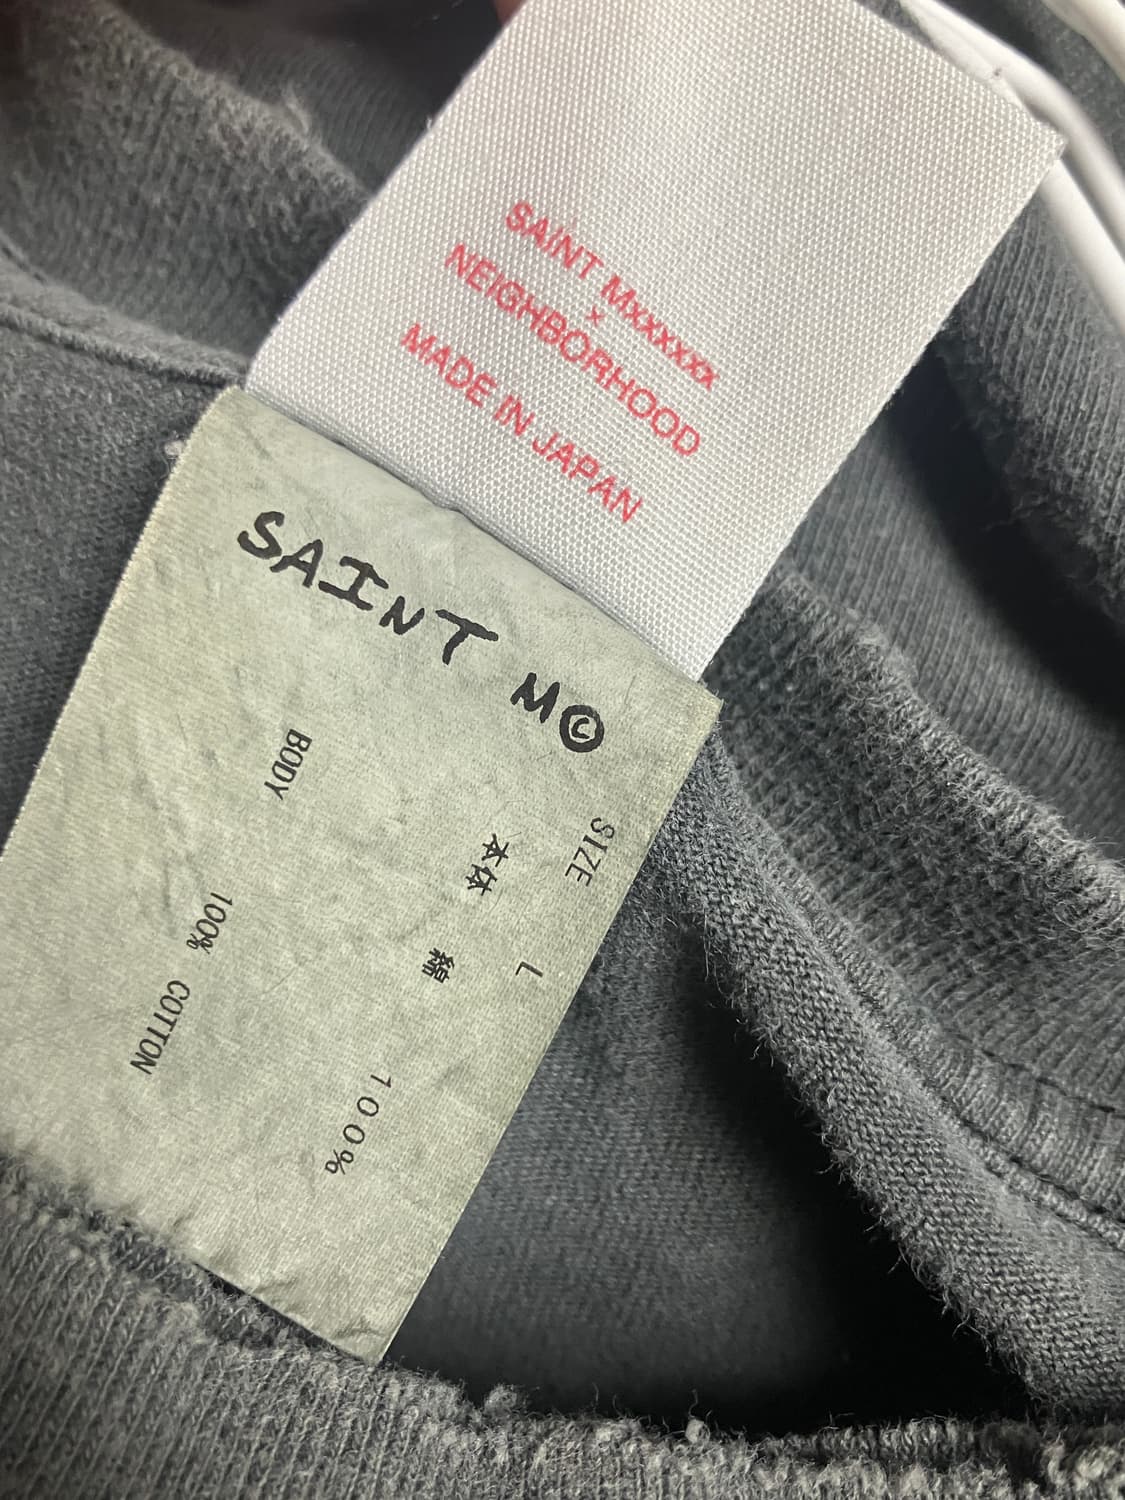 SAINT Mxxxxxx
×
NEIGHBORHOOD
MADE IN JAPAN
SAINT M©
SIZE L
本体 綿 100%
BODY 100% COTTON